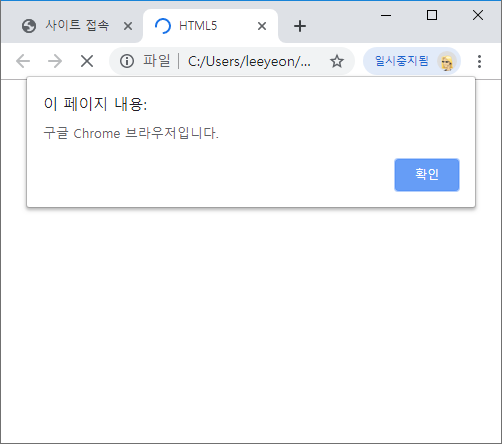 사이트 접속
HTML5
파일 C:/Users/leeyeon/...
일시중지됨
이 페이지 내용:
구글 Chrome 브라우저입니다.
확인